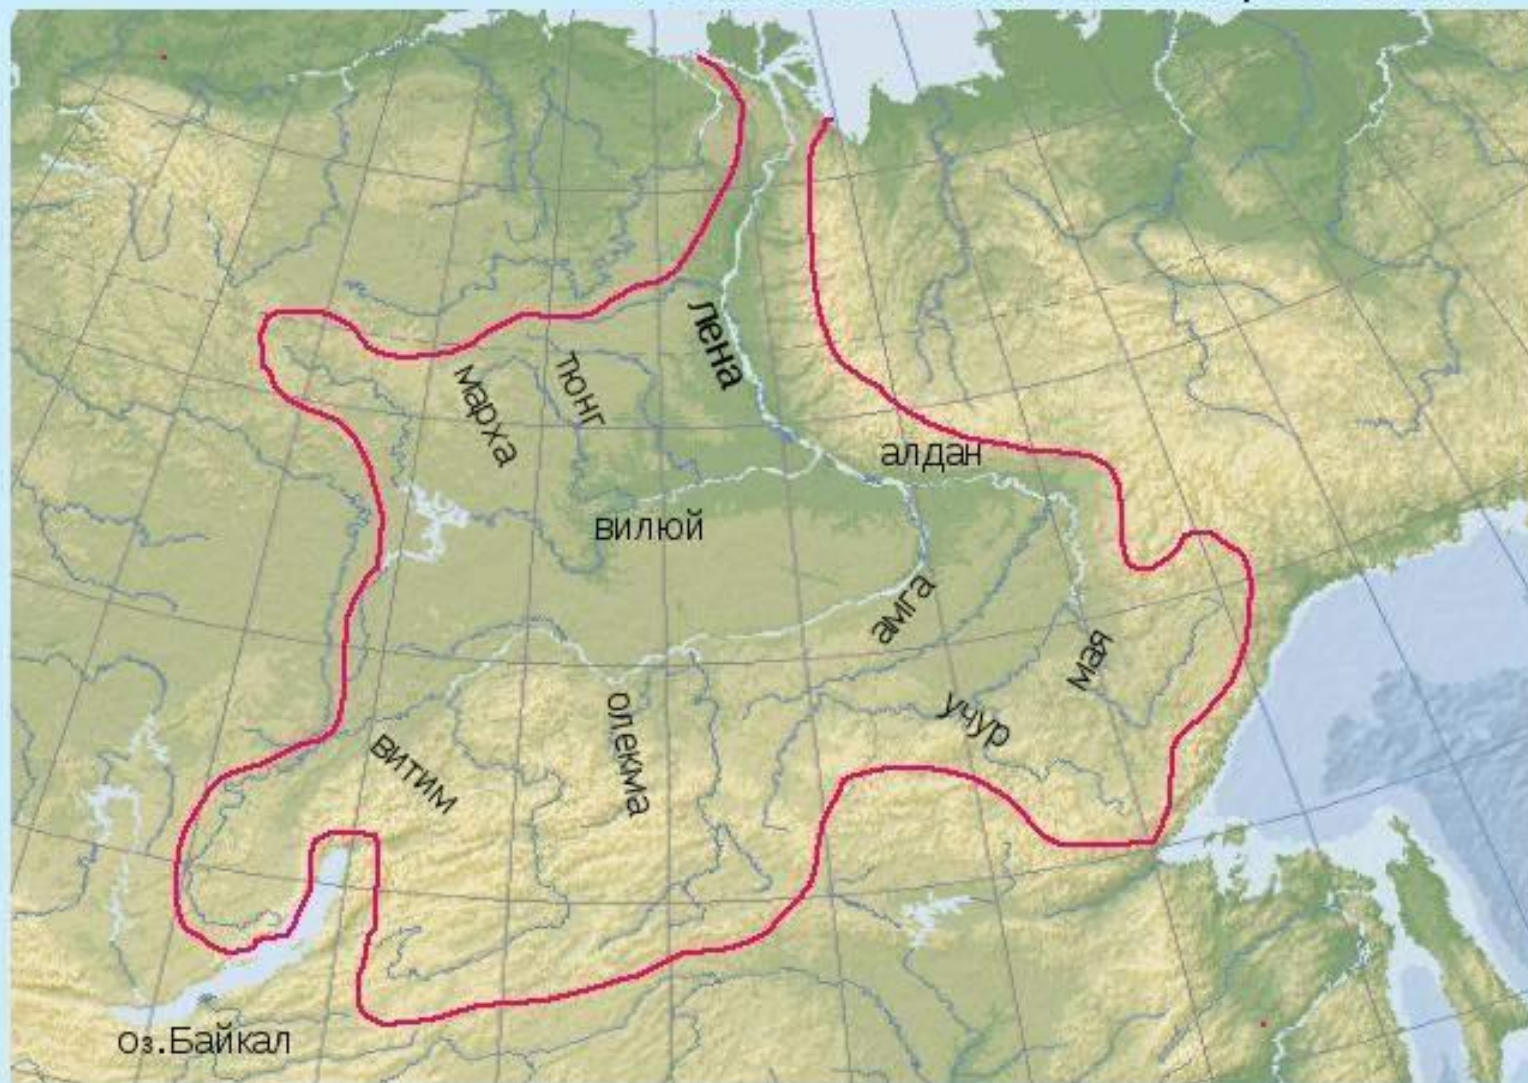 лена
тюнг
марха
алдан
вилюй
амга
мая
учур
олекма
витим
оз.Байкал